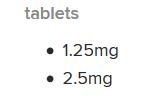 tablets
• 1.25mg
• 2.5mg